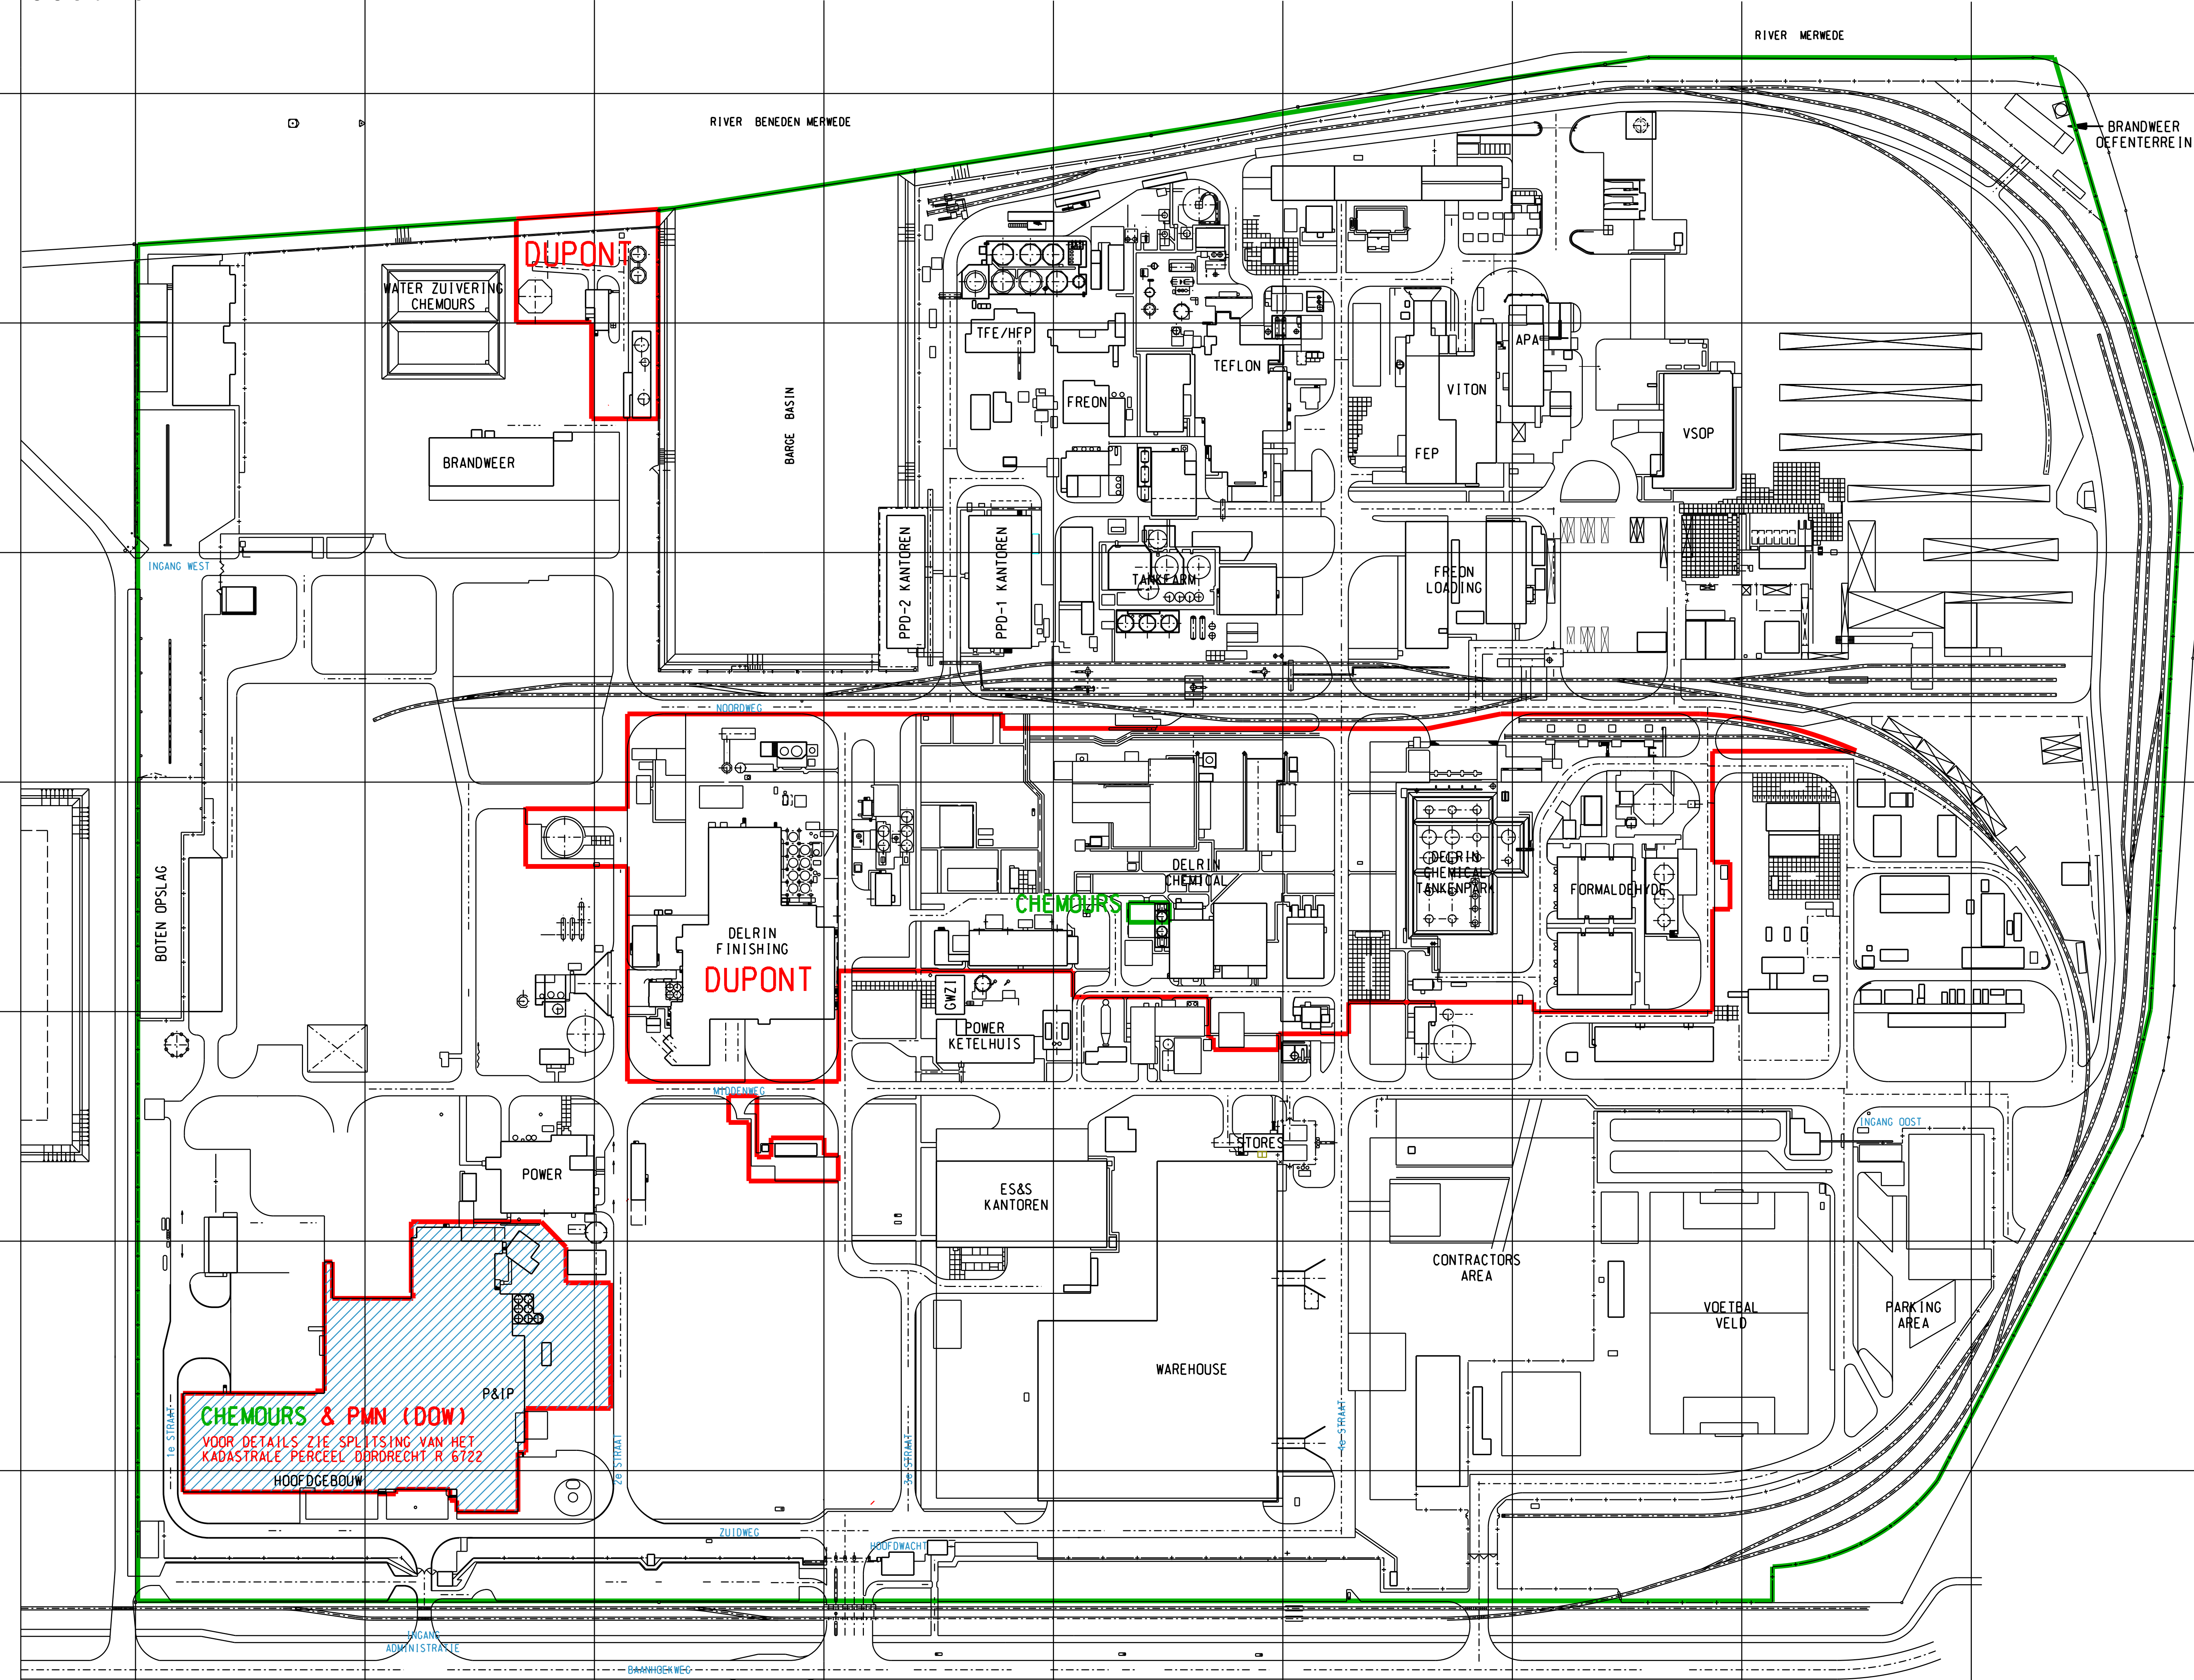 RIVER MERWEDE
RIVER BENEDEN MERWEDE
BRANDWEER
OEFENTERREIN
DUPONT
WATER ZUIVERING
CHEMOURS
TFE/HFP
TEFLON
APA
VITON
FREON
BARGE BASIN
VSOP
FEP
BRANDWEER
INGANG WEST
PPD-2 KANTOREN
PPD-1 KANTOREN
TANKFARM
FREON
LOADING
NOORDWEG
BOTEN OPSLAG
DELRIN
CHEMICAL
DELRIN
CHEMICAL
TANKENPARK
FORMALDEHYDE
CHEMOURS
DELRIN
FINISHING
DUPONT
GWZI
POWER
KETELHUIS
MIDDENWEG
INGANG OOST
STORES
POWER
ES&S
KANTOREN
CONTRACTORS
AREA
VOETBAL
VELD
PARKING
AREA
WAREHOUSE
P&IP
CHEMOURS & PMN (DOW)
VOOR DETAILS ZIE SPLITSING VAN HET
KADASTRALE PERCEEL DORDRECHT R 6722
HOOFDGEBOUW
1e STRAAT
2e STRAAT
3e STRAAT
4e STRAAT
ZUIDWEG
HOOFDWACHT
INGANG
ADMINISTRATIE
BAANHOEKWEG